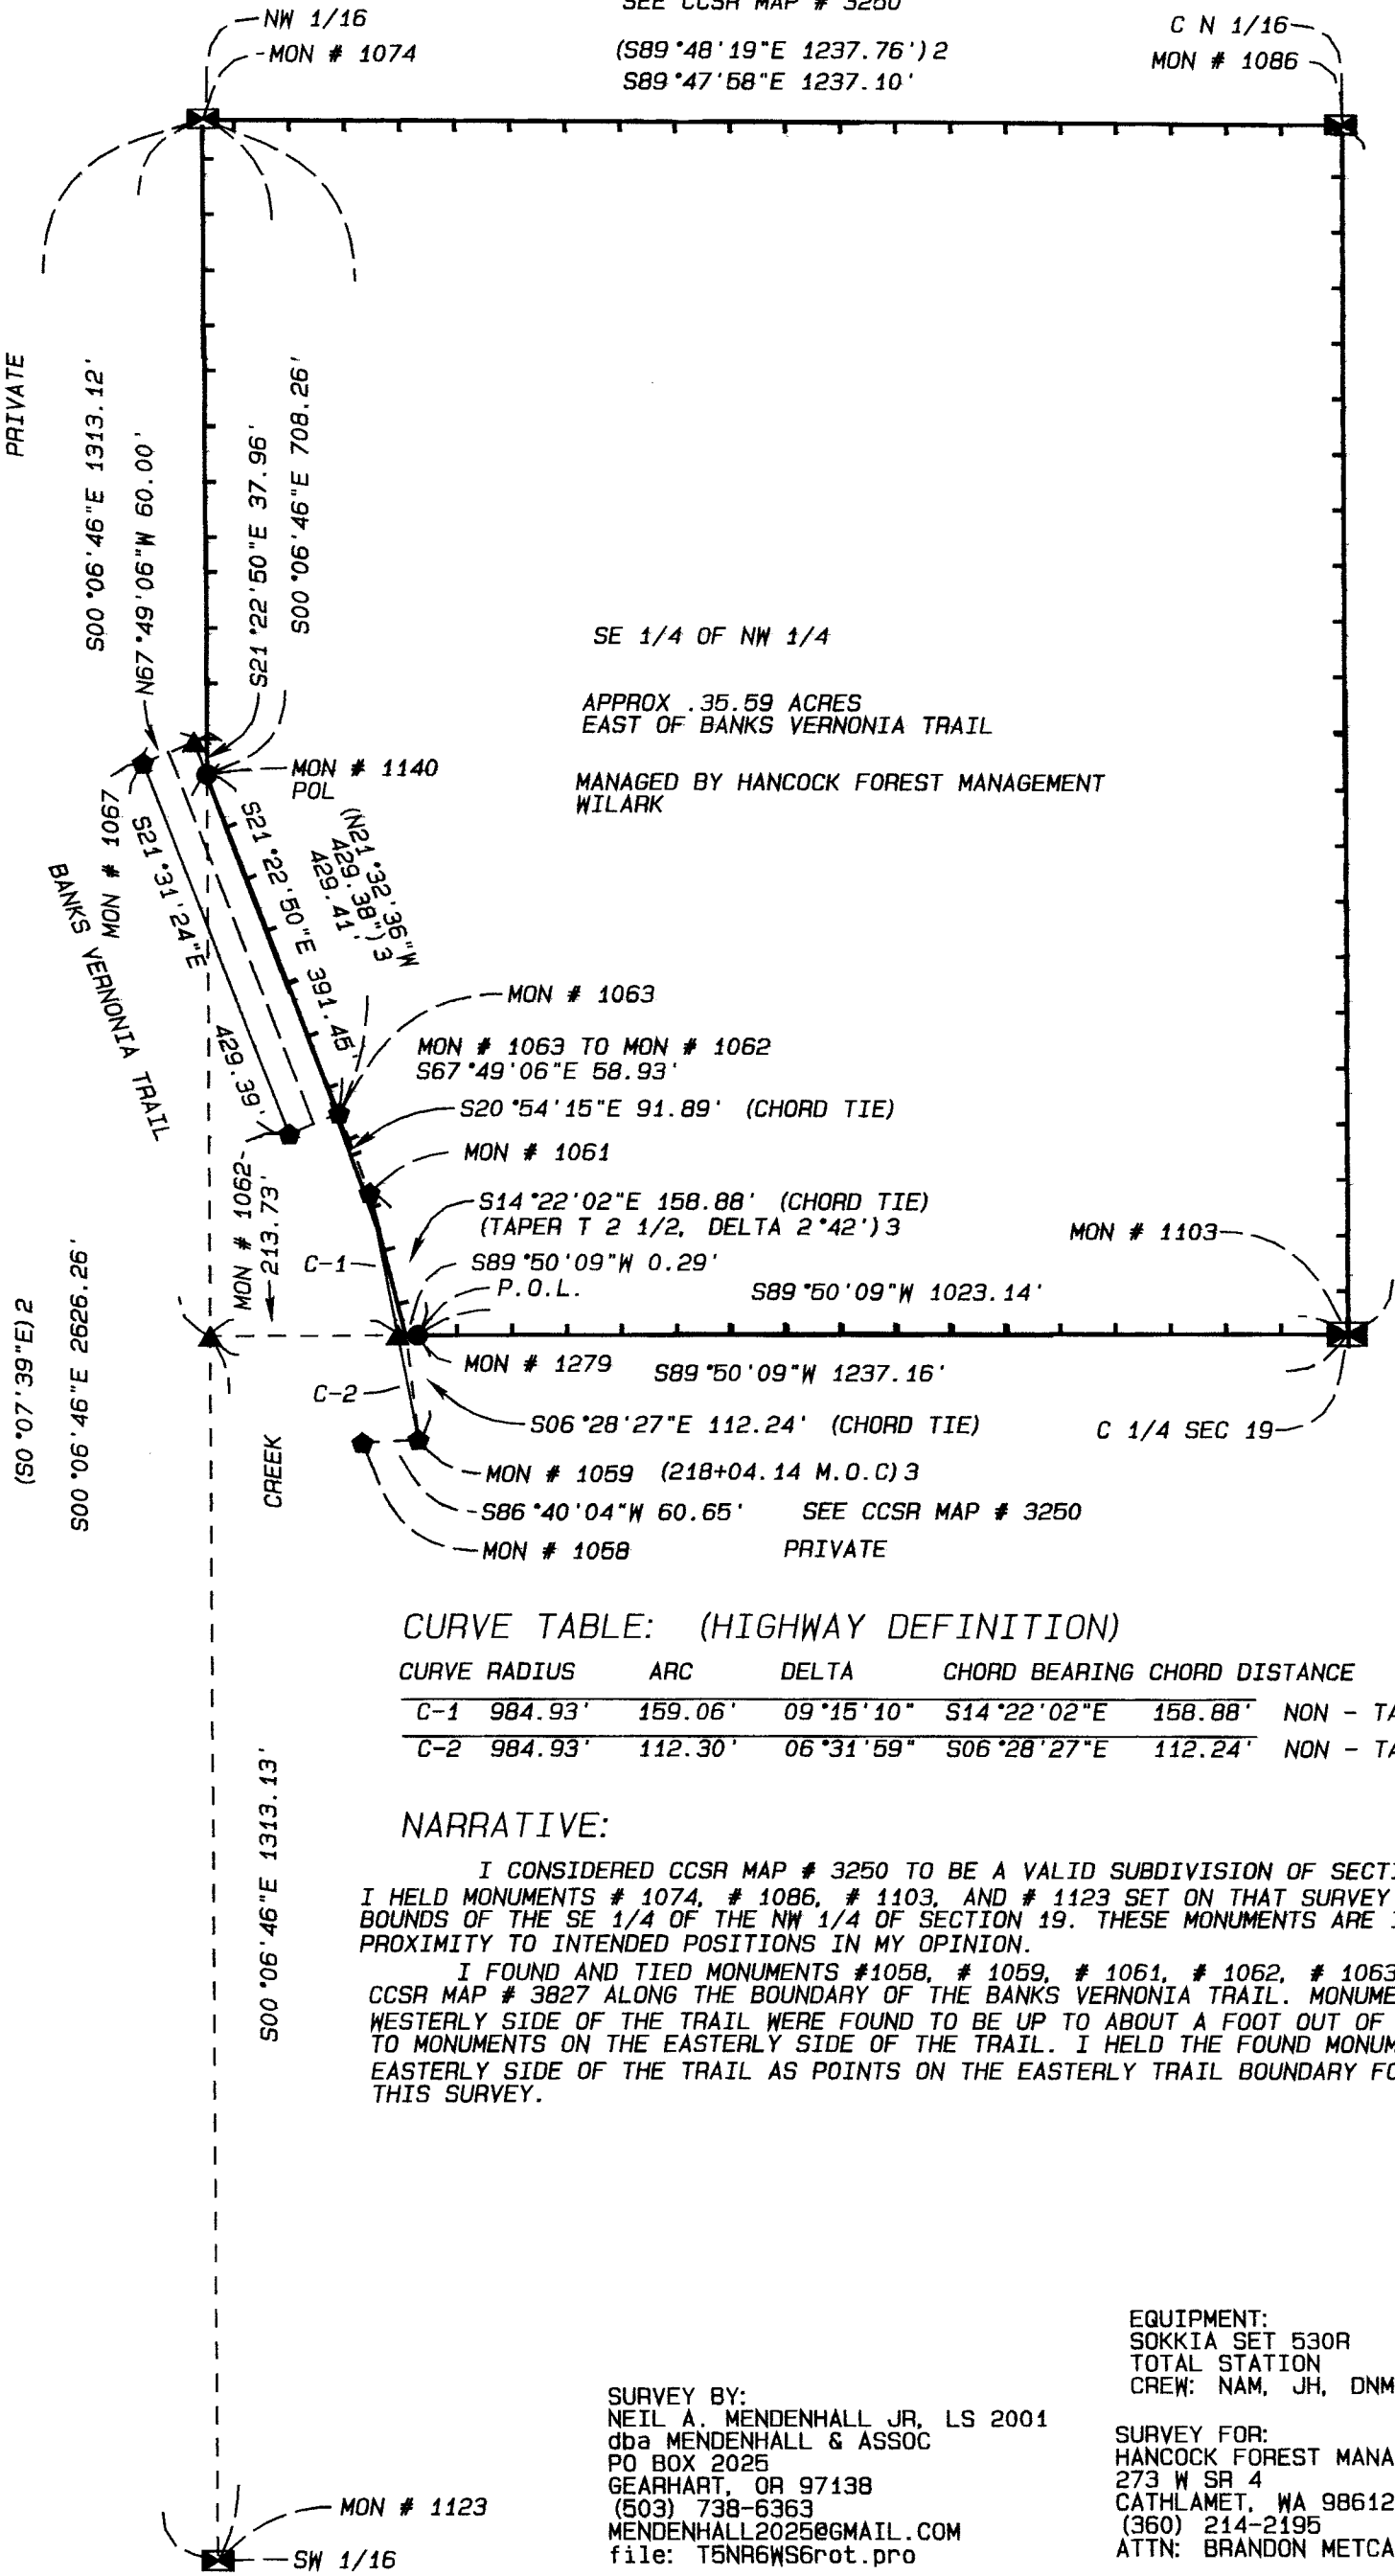 SEE CCSR MAP # 3250
NW 1/16
MON # 1074
(S89°48'19"E 1237.76')2
S89°47'58"E 1237.10'
C N 1/16
MON # 1086
PRIVATE
S00°06'46"E 1313.12'
N67°49'06"W 60.00'
S21°22'50"E 37.96'
S00°06'46"E 708.26'
SE 1/4 OF NW 1/4
APPROX .35.59 ACRES
EAST OF BANKS VERNONIA TRAIL
MANAGED BY HANCOCK FOREST MANAGEMENT
WILARK
MON # 1140
POL
MON # 1067
S21°31'24"E
429.39'
BANKS VERNONIA TRAIL
S21°22'50"E 391.45'
(N21°32'36"W
429.38")3
429.41'
MON # 1063
MON # 1063 TO MON # 1062
S67°49'06"E 58.93'
S20°54'15"E 91.89' (CHORD TIE)
MON # 1061
MON # 1062
213.73'
S14°22'02"E 158.88' (CHORD TIE)
(TAPER T 2 1/2, DELTA 2°42')3
C-1
S89°50'09"W 0.29'
P.O.L.
S89°50'09"W 1023.14'
MON # 1103
MON # 1279
S89°50'09"W 1237.16'
C-2
S06°28'27"E 112.24' (CHORD TIE)
C 1/4 SEC 19
(S0°07'39"E)2
S00°06'46"E 2626.26'
CREEK
MON # 1059 (218+04.14 M.O.C)3
S86°40'04"W 60.65' SEE CCSR MAP # 3250
MON # 1058 PRIVATE
CURVE TABLE: (HIGHWAY DEFINITION)
CURVE RADIUS ARC DELTA CHORD BEARING CHORD DISTANCE
C-1 984.93' 159.06' 09°15'10" S14°22'02"E 158.88' NON - TA
C-2 984.93' 112.30' 06°31'59" S06°28'27"E 112.24' NON - TA
S00°06'46"E 1313.13'
NARRATIVE:
I CONSIDERED CCSR MAP # 3250 TO BE A VALID SUBDIVISION OF SECTI
I HELD MONUMENTS # 1074, # 1086, # 1103, AND # 1123 SET ON THAT SURVEY
BOUNDS OF THE SE 1/4 OF THE NW 1/4 OF SECTION 19. THESE MONUMENTS ARE I
PROXIMITY TO INTENDED POSITIONS IN MY OPINION.
I FOUND AND TIED MONUMENTS #1058, # 1059, # 1061, # 1062, # 1063
CCSR MAP # 3827 ALONG THE BOUNDARY OF THE BANKS VERNONIA TRAIL. MONUME
WESTERLY SIDE OF THE TRAIL WERE FOUND TO BE UP TO ABOUT A FOOT OUT OF
TO MONUMENTS ON THE EASTERLY SIDE OF THE TRAIL. I HELD THE FOUND MONUM
EASTERLY SIDE OF THE TRAIL AS POINTS ON THE EASTERLY TRAIL BOUNDARY FO
THIS SURVEY.
EQUIPMENT:
SOKKIA SET 530R
TOTAL STATION
CREW: NAM, JH, DNM
SURVEY BY:
NEIL A. MENDENHALL JR, LS 2001
dba MENDENHALL & ASSOC
PO BOX 2025
GEARHART, OR 97138
(503) 738-6363
MENDENHALL2025@GMAIL.COM
file: T5NR6WS6rot.pro
SURVEY FOR:
HANCOCK FOREST MANA
273 W SR 4
CATHLAMET, WA 98612
(360) 214-2195
ATTN: BRANDON METCA
MON # 1123
SW 1/16